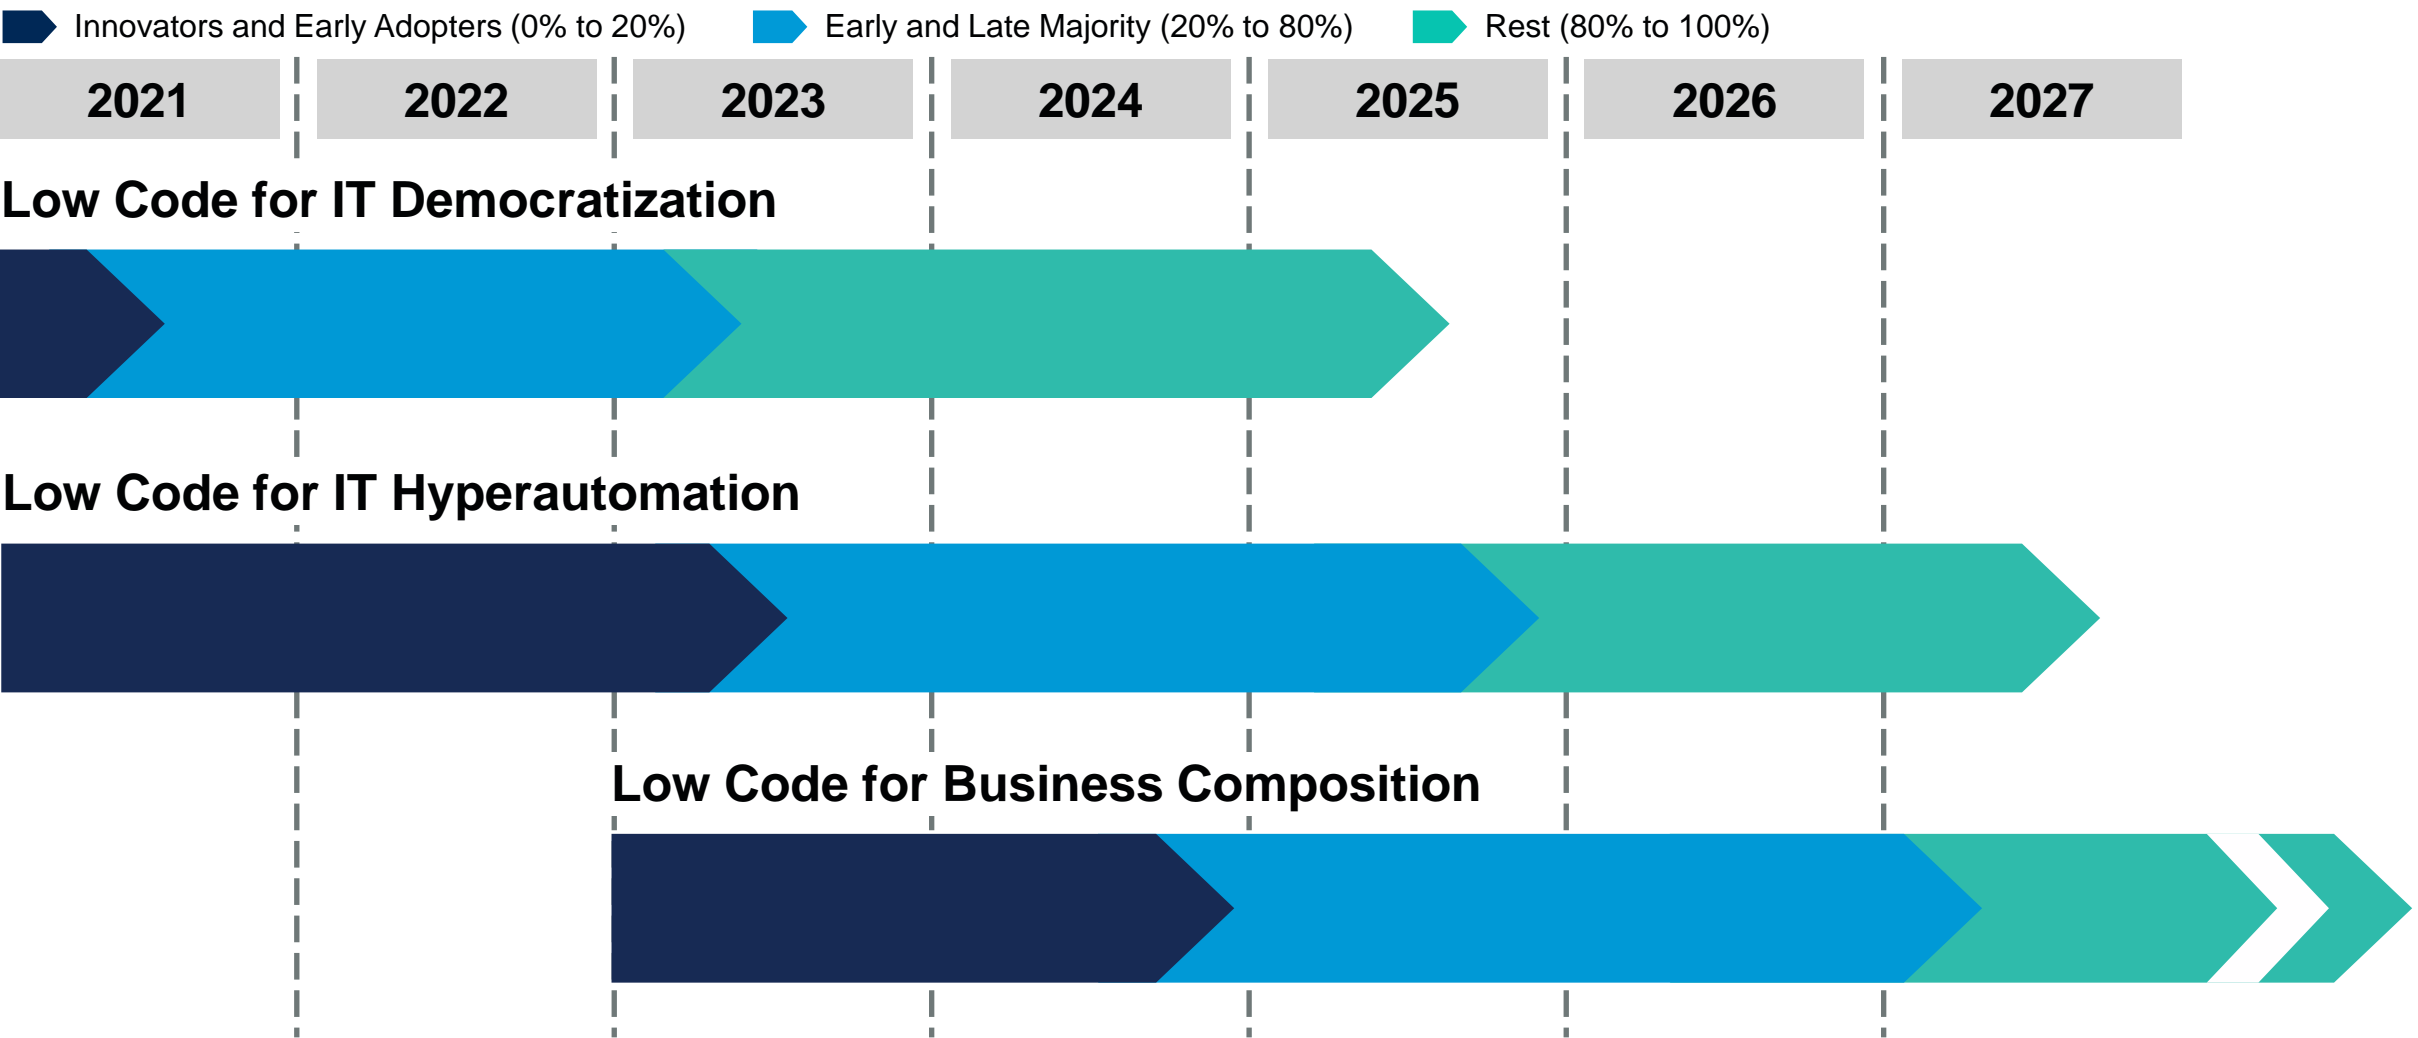 Innovators and Early Adopters (0% to 20%) Early and Late Majority (20% to 80%) Rest (80% to 100%)
2021 2022 2023 2024 2025 2026 2027
Low Code for IT Democratization
Low Code for IT Hyperautomation
Low Code for Business Composition